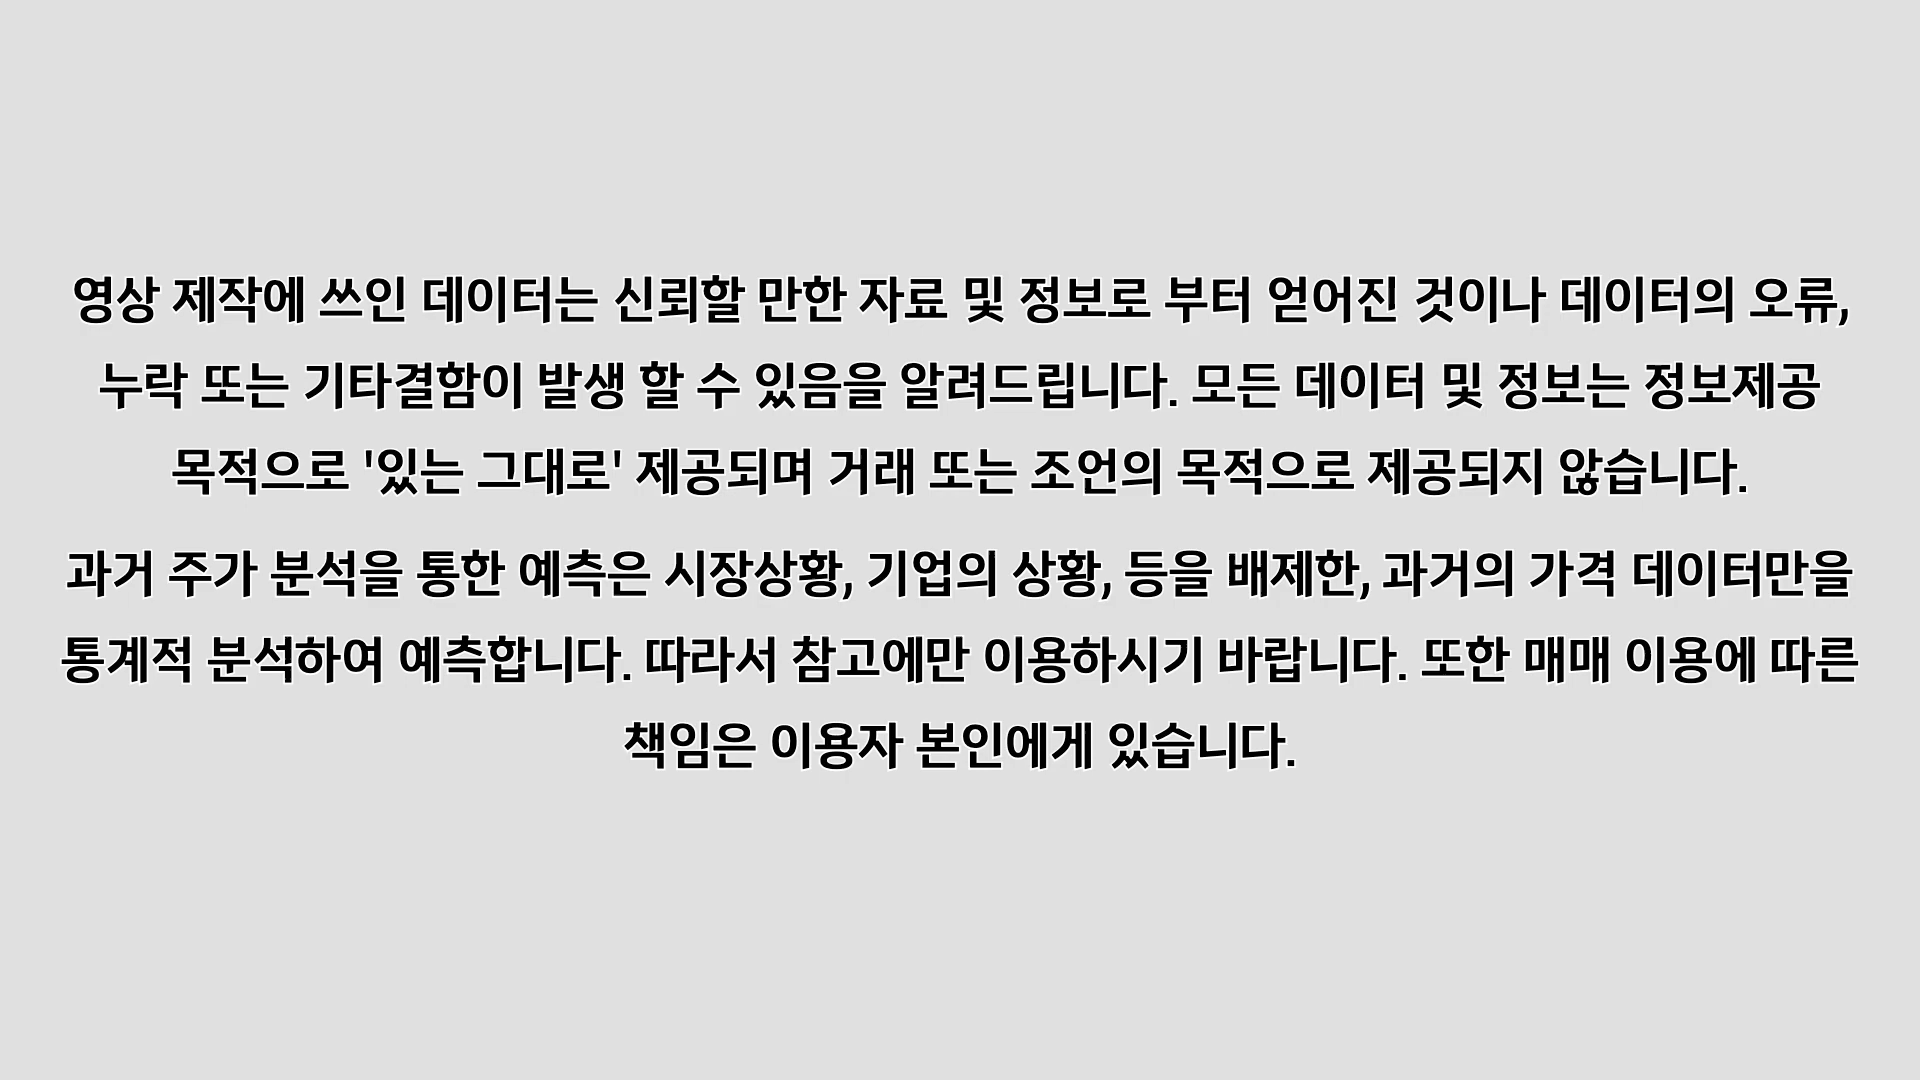 영상 제작에 쓰인 데이터는 신뢰할 만한 자료 및 정보로 부터 얻어진 것이나 데이터의 오류,
누락 또는 기타결함이 발생 할 수 있음을 알려드립니다. 모든 데이터 및 정보는 정보제공
목적으로 '있는 그대로' 제공되며 거래 또는 조언의 목적으로 제공되지 않습니다.
과거 주가 분석을 통한 예측은 시장상황, 기업의 상황, 등을 배제한, 과거의 가격 데이터만을
통계적 분석하여 예측합니다. 따라서 참고에만 이용하시기 바랍니다. 또한 매매 이용에 따른
책임은 이용자 본인에게 있습니다.